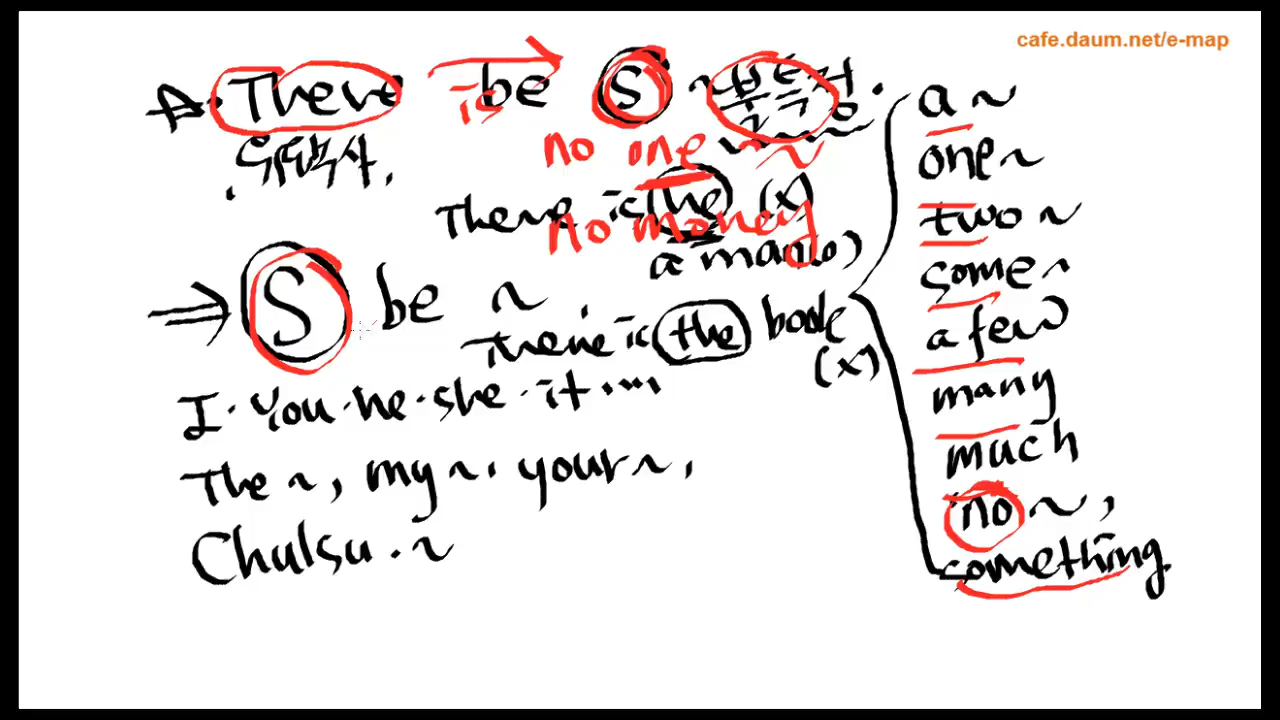 cafe.daum.net/e-map
There is be S ~ 부특정.
유도부사.
no one ~
There is the (x)
no money
a man(o)
⇒ S be ~ .
There is the book (x)
I. You. he. she. it...
The ~, my ~. your ~.
Chulsu. ~
a ~
one ~
two ~
some ~
a few
many
much
no ~,
something